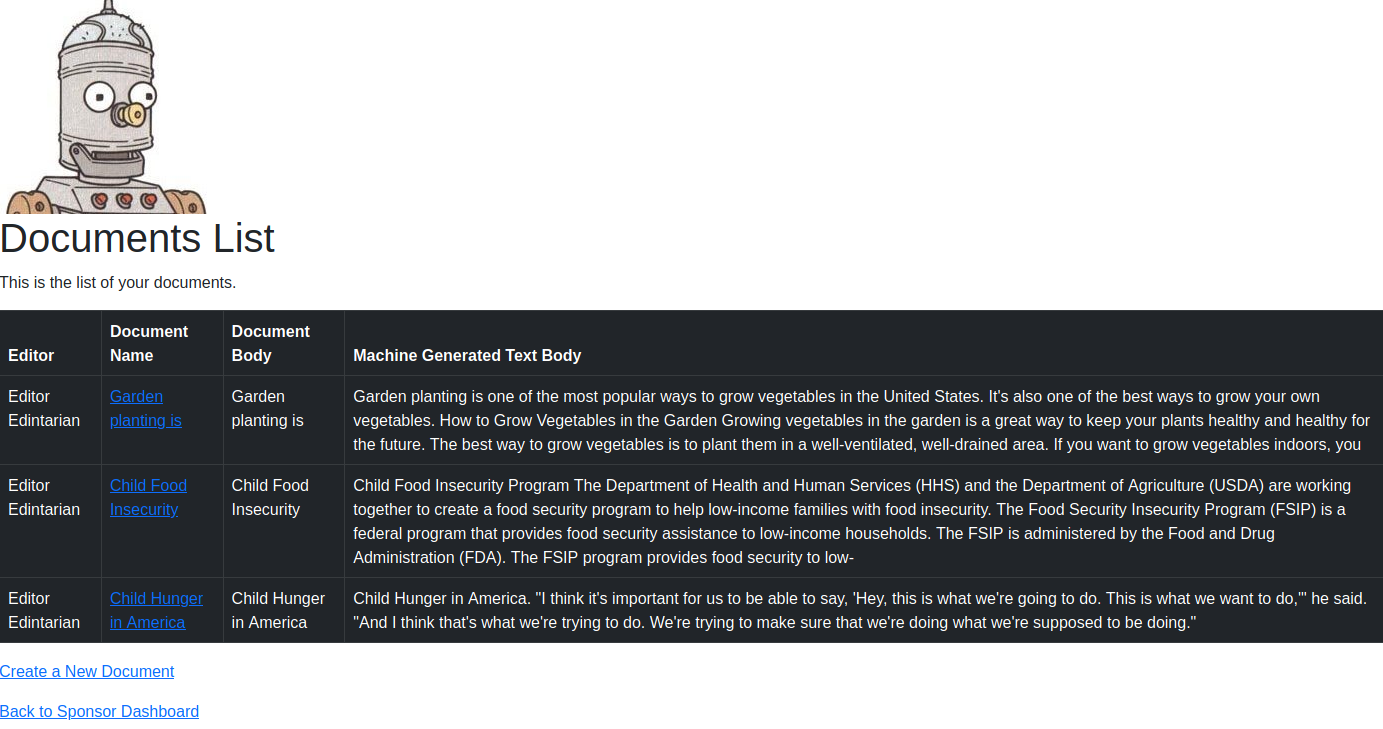 Documents List
This is the list of your documents.
Editor
Document Name
Document Body
Machine Generated Text Body
Editor Edintarian
Garden planting is
Garden planting is
Garden planting is one of the most popular ways to grow vegetables in the United States. It's also one of the best ways to grow your own
vegetables. How to Grow Vegetables in the Garden Growing vegetables in the garden is a great way to keep your plants healthy and healthy for
the future. The best way to grow vegetables is to plant them in a well-ventilated, well-drained area. If you want to grow vegetables indoors, you
Editor Edintarian
Child Food Insecurity
Child Food Insecurity
Child Food Insecurity Program The Department of Health and Human Services (HHS) and the Department of Agriculture (USDA) are working
together to create a food security program to help low-income families with food insecurity. The Food Security Insecurity Program (FSIP) is a
federal program that provides food security assistance to low-income households. The FSIP is administered by the Food and Drug
Administration (FDA). The FSIP program provides food security to low-
Editor Edintarian
Child Hunger in America
Child Hunger in America
Child Hunger in America. "I think it's important for us to be able to say, 'Hey, this is what we're going to do. This is what we want to do,'" he said.
"And I think that's what we're trying to do. We're trying to make sure that we're doing what we're supposed to be doing."
Create a New Document
Back to Sponsor Dashboard